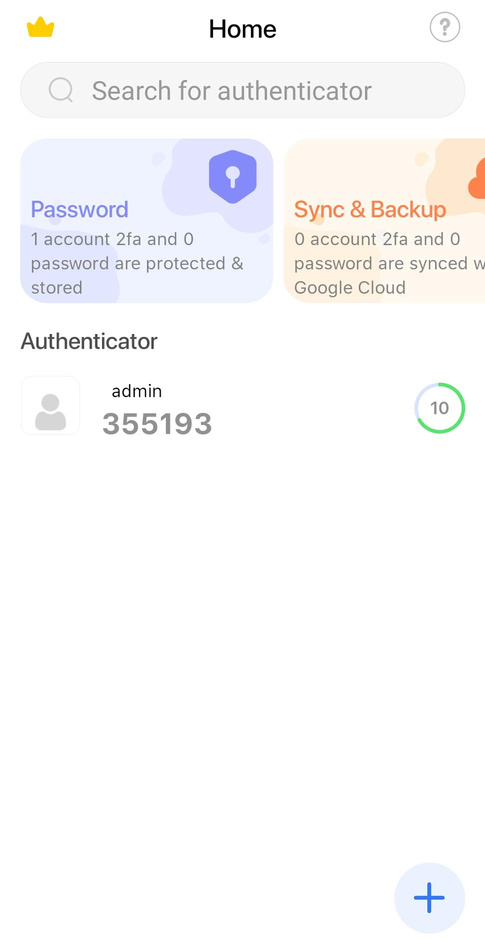 Home
?
Search for authenticator
Password
1 account 2fa and 0
password are protected &
stored
Sync & Backup
0 account 2fa and 0
password are synced w
Google Cloud
Authenticator
admin
355193
10